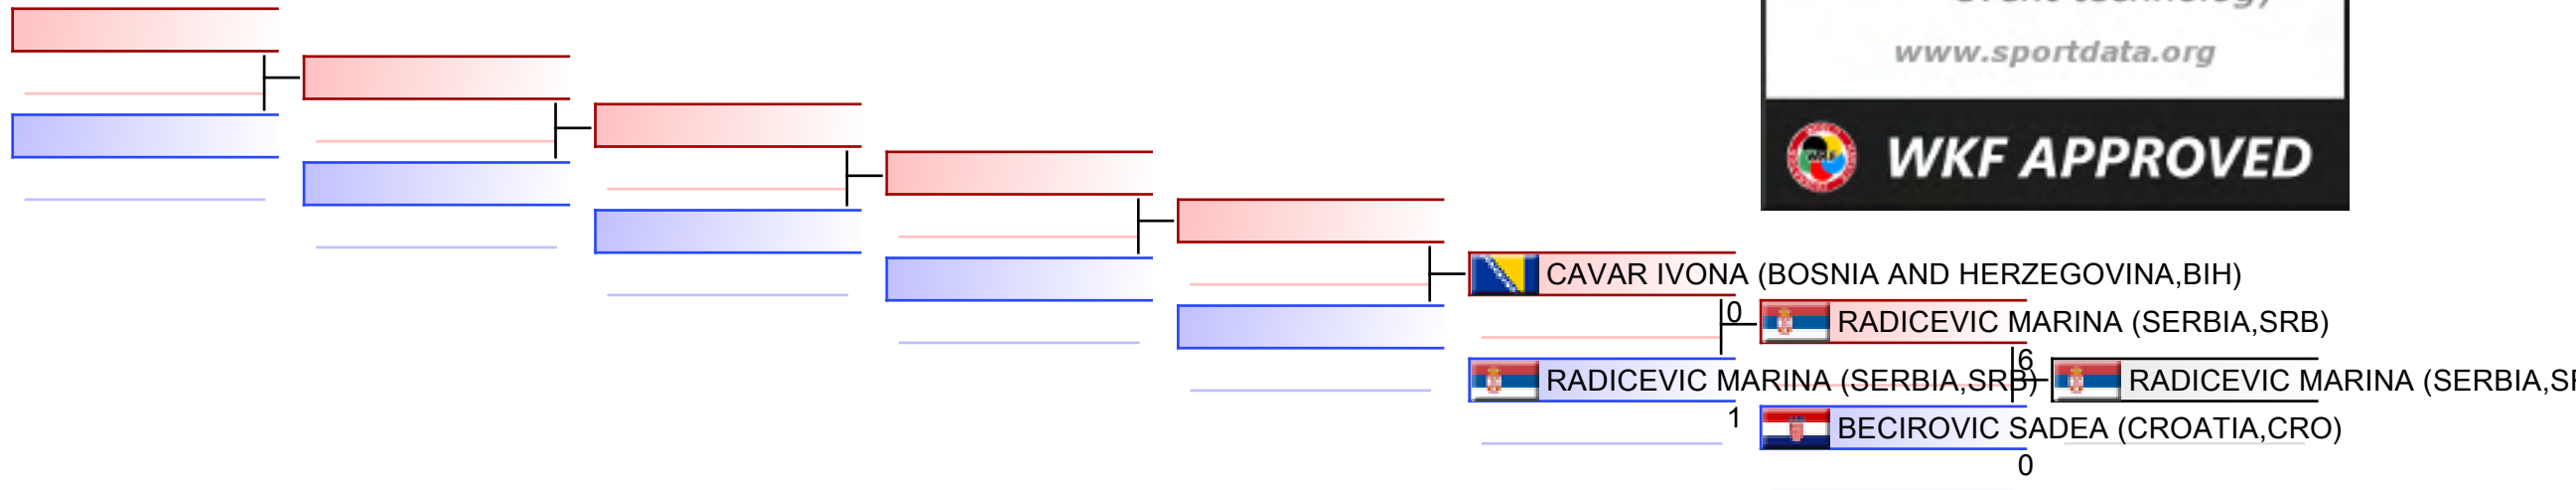 www.sportdata.org
WKF APPROVED
CAVAR IVONA (BOSNIA AND HERZEGOVINA,BIH)
0
RADICEVIC MARINA (SERBIA,SRB)
6
RADICEVIC MARINA (SERBIA,SRB)
RADICEVIC MARINA (SERBIA,SR
1
BECIROVIC SADEA (CROATIA,CRO)
0